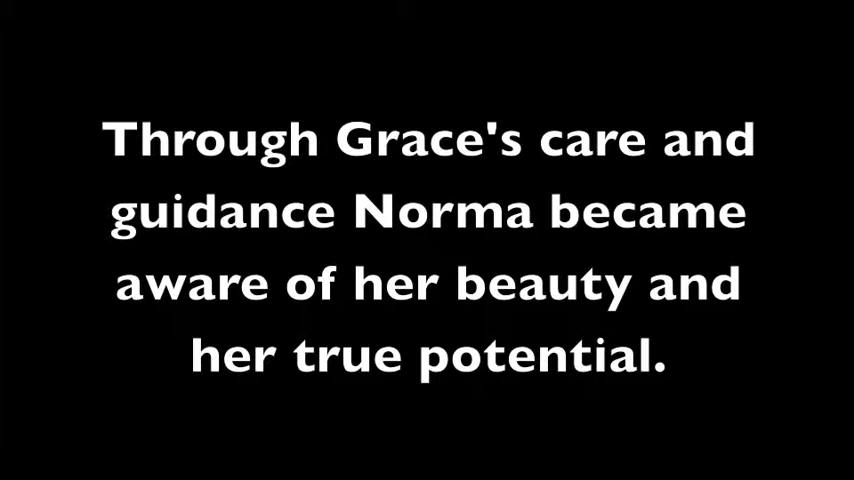 Through Grace's care and
guidance Norma became
aware of her beauty and
her true potential.